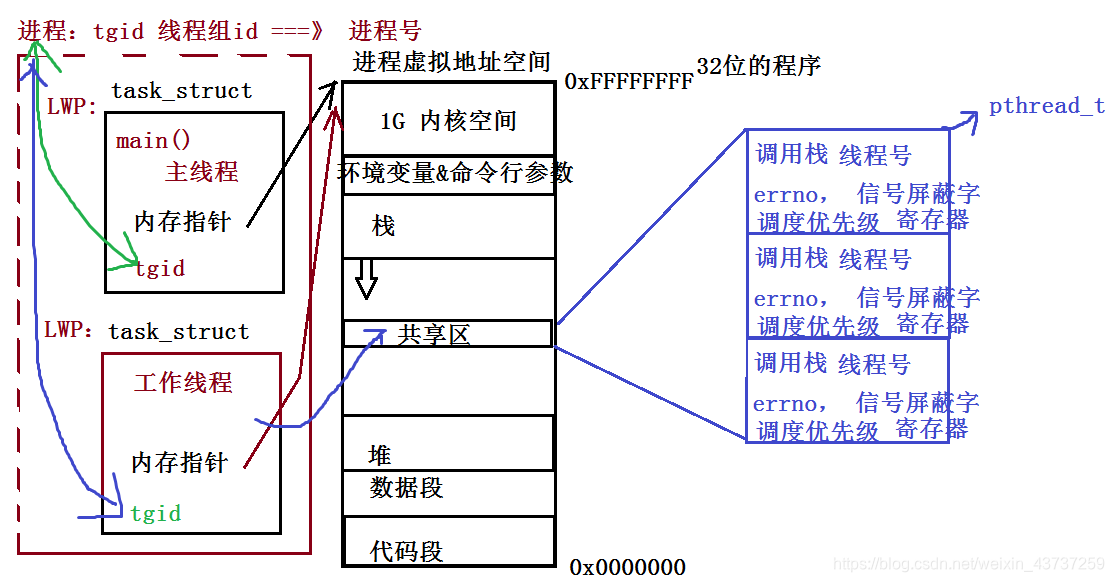 进程：tgid 线程组id ===》 进程号
LWP: task_struct
main()
主线程
内存指针
tgid
LWP: task_struct
工作线程
内存指针
tgid
进程虚拟地址空间
0xFFFFFFFF 32位的程序
1G 内核空间
环境变量&命令行参数
栈
共享区
堆
数据段
代码段
0x0000000
pthread_t
调用栈 线程号
errno， 信号屏蔽字
调度优先级 寄存器
调用栈 线程号
errno， 信号屏蔽字
调度优先级 寄存器
调用栈 线程号
errno， 信号屏蔽字
调度优先级 寄存器
https://blog.csdn.net/weixin_43737259